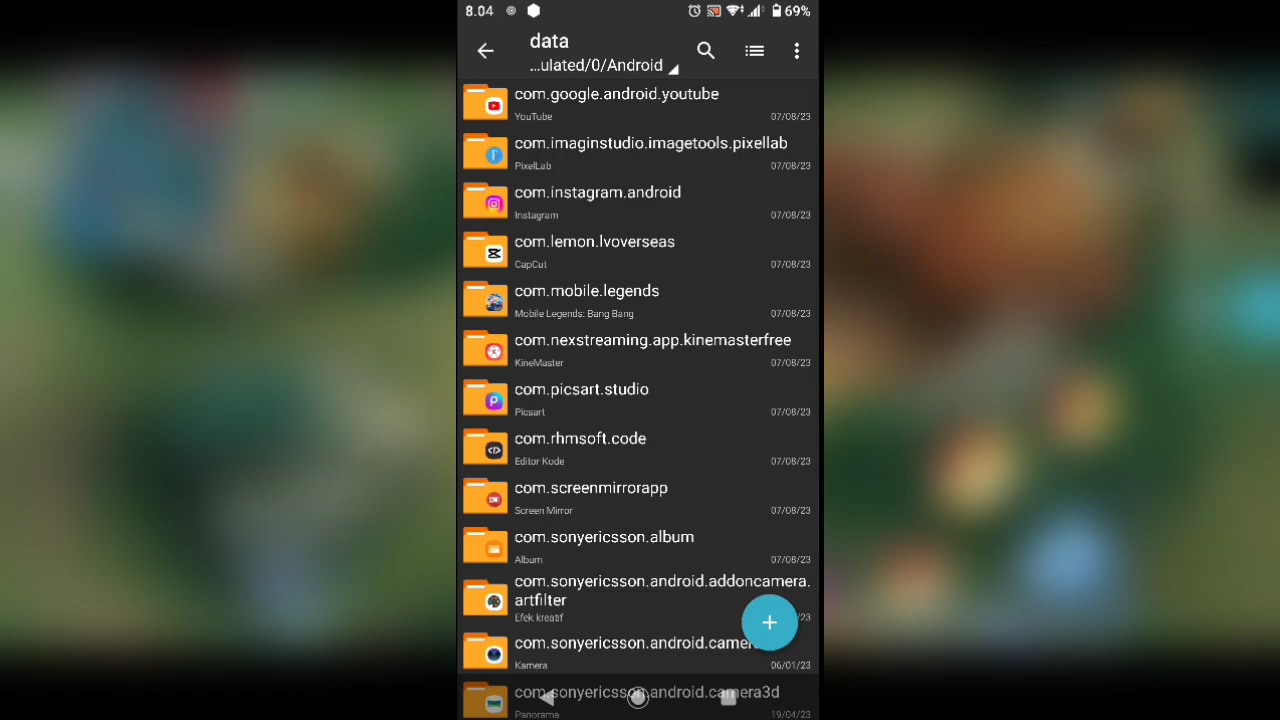 8.04
69%
data
...ulated/0/Android
com.google.android.youtube
YouTube
07/08/23
com.imaginstudio.imagetools.pixellab
PixelLab
07/08/23
com.instagram.android
Instagram
07/08/23
com.lemon.lvoverseas
CapCut
07/08/23
com.mobile.legends
Mobile Legends: Bang Bang
07/08/23
com.nexstreaming.app.kinemasterfree
KineMaster
07/08/23
com.picsart.studio
Picsart
07/08/23
com.rhmsoft.code
Editor Kode
07/08/23
com.screenmirrorapp
Screen Mirror
07/08/23
com.sonyericsson.album
Album
07/08/23
com.sonyericsson.android.addoncamera.
artfilter
Efek kreatif
/23
com.sonyericsson.android.came
Kamera
06/01/23
com.sonyericsson.android.camera3d
Panorama
19/04/23